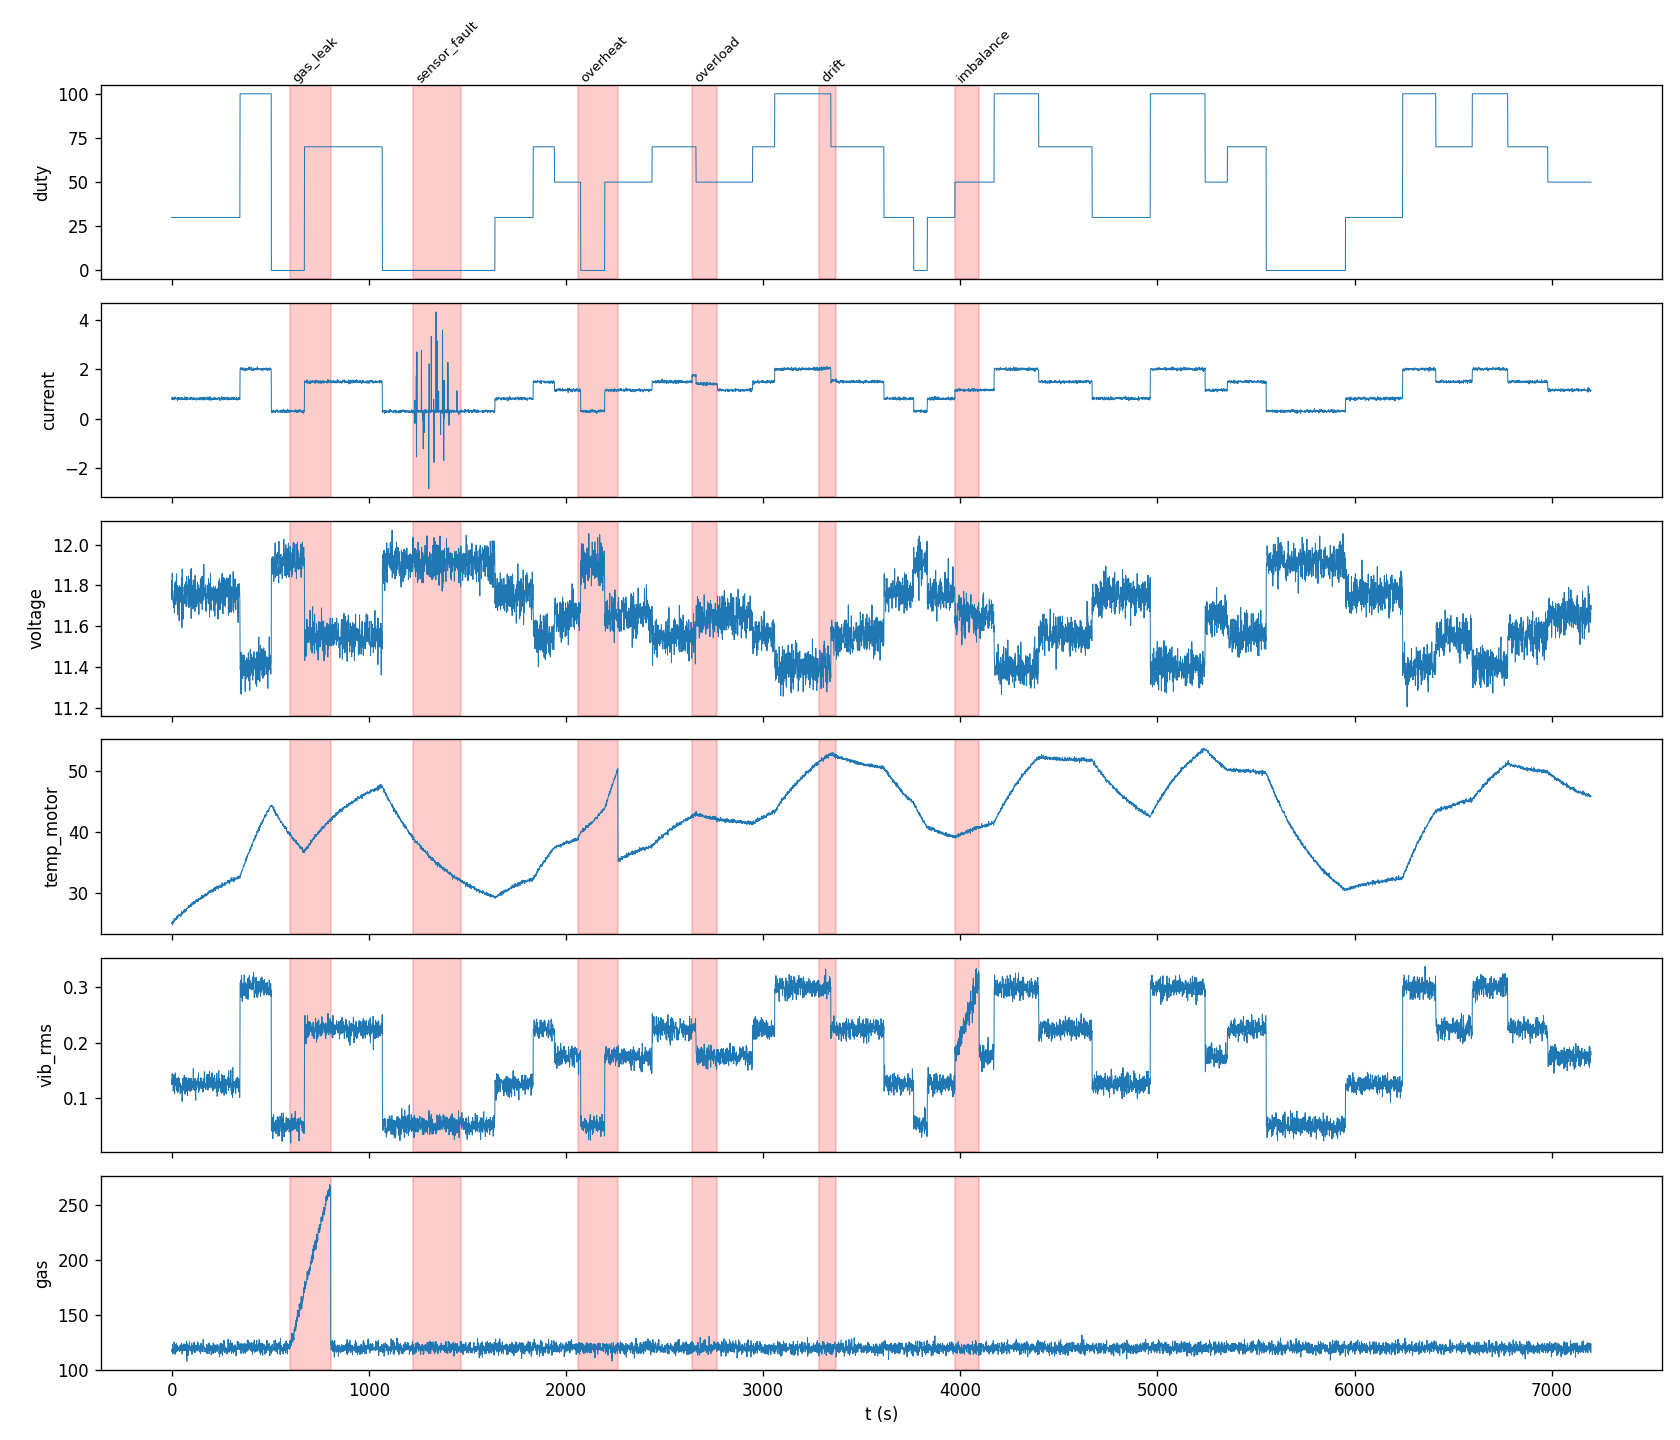 gas_leak
sensor_fault
overheat
overload
drift
imbalance
100
75
50
25
0
duty
4
2
0
−2
current
12.0
11.8
11.6
11.4
11.2
voltage
50
40
30
temp_motor
0.3
0.2
0.1
vib_rms
250
200
150
100
gas
0 1000 2000 3000 4000 5000 6000 7000
t (s)